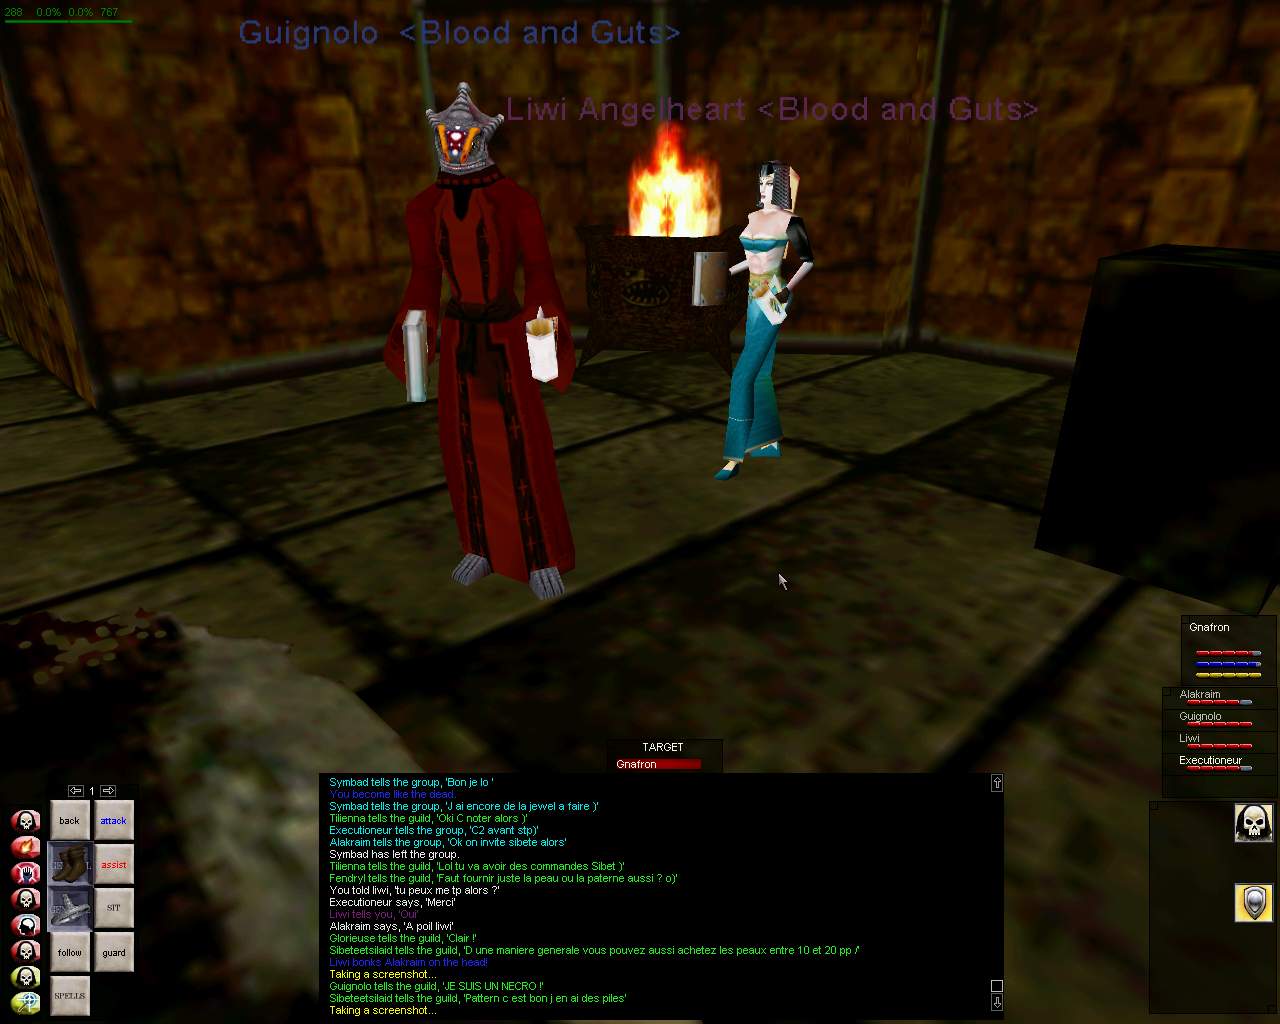 288 0.0% 0.0% 767
Guignolo <Blood and Guts>
Liwi Angelheart <Blood and Guts>
Gnafron
Alakraim
Guignolo
Liwi
Executioneur
TARGET
Gnafron
1
back
attack
assist
SIT
follow
guard
SPELLS
Symbad tells the group, 'Bon je lo '
You become like the dead.
Symbad tells the group, 'J ai encore de la jewel a faire )'
Tilienna tells the guild, 'Oki C noter alors )'
Executioneur tells the group, 'C2 avant stp)'
Alakraim tells the group, 'Ok on invite sibete alors'
Symbad has left the group.
Tilienna tells the guild, 'Lol tu va avoir des commandes Sibet )'
Fendryl tells the guild, 'Faut fournir juste la peau ou la paterne aussi ? o)'
You told liwi, 'tu peux me tp alors ?'
Executioneur says, 'Merci'
Liwi tells you, 'Oui'
Alakraim says, 'A poil liwi'
Glorieuse tells the guild, 'Clair !'
Sibeteetsilaid tells the guild, 'D une maniere generale vous pouvez aussi achetez les peaux entre 10 et 20 pp /'
Liwi bonks Alakraim on the head!
Taking a screenshot...
Guignolo tells the guild, 'JE SUIS UN NECRO !'
Sibeteetsilaid tells the guild, 'Pattern c est bon j en ai des piles'
Taking a screenshot...